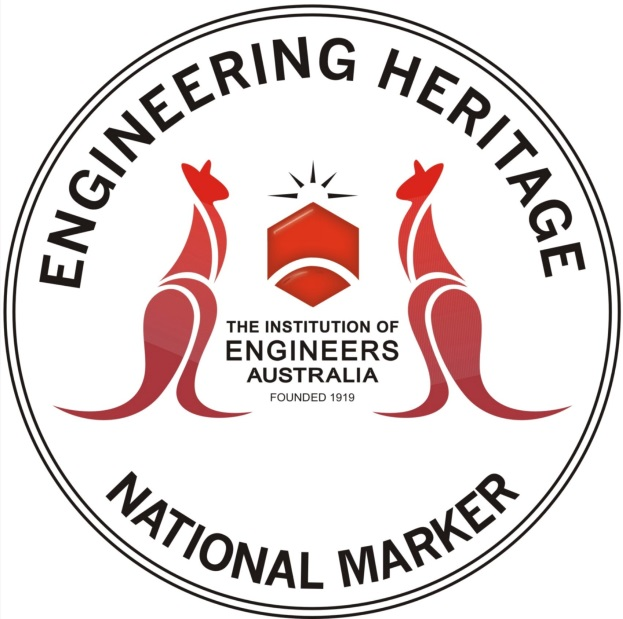 ENGINEERING HERITAGE
THE INSTITUTION OF
ENGINEERS
AUSTRALIA
FOUNDED 1919
NATIONAL MARKER